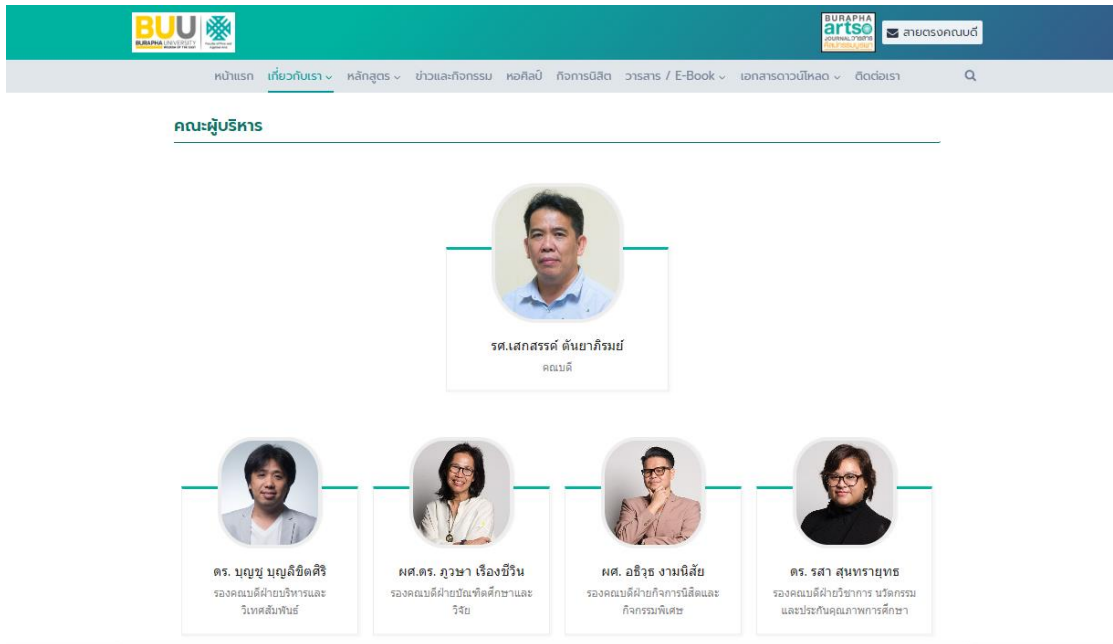 BUU
BURAPHA UNIVERSITY
BURAPHA
artso
สายตรงคณบดี
หน้าแรก เกี่ยวกับเรา หลักสูตร ข่าวและกิจกรรม หอศิลป์ กิจการนิสิต วารสาร / E-Book เอกสารดาวน์โหลด ติดต่อเรา
คณะผู้บริหาร
รศ.เสกสรรค์ ตันยาภิรมย์
คณบดี
ดร. บุญชู บุญลิขิตศิริ
รองคณบดีฝ่ายบริหารและ
วิเทศสัมพันธ์
ผศ.ดร. ภูวษา เรืองชีวิน
รองคณบดีฝ่ายบัณฑิตศึกษาและ
วิจัย
ผศ. อธิวุธ งามนิสัย
รองคณบดีฝ่ายกิจการนิสิตและ
กิจกรรมพิเศษ
ดร. รสา สุนทรายุทธ
รองคณบดีฝ่ายวิชาการ นวัตกรรม
และประกันคุณภาพการศึกษา